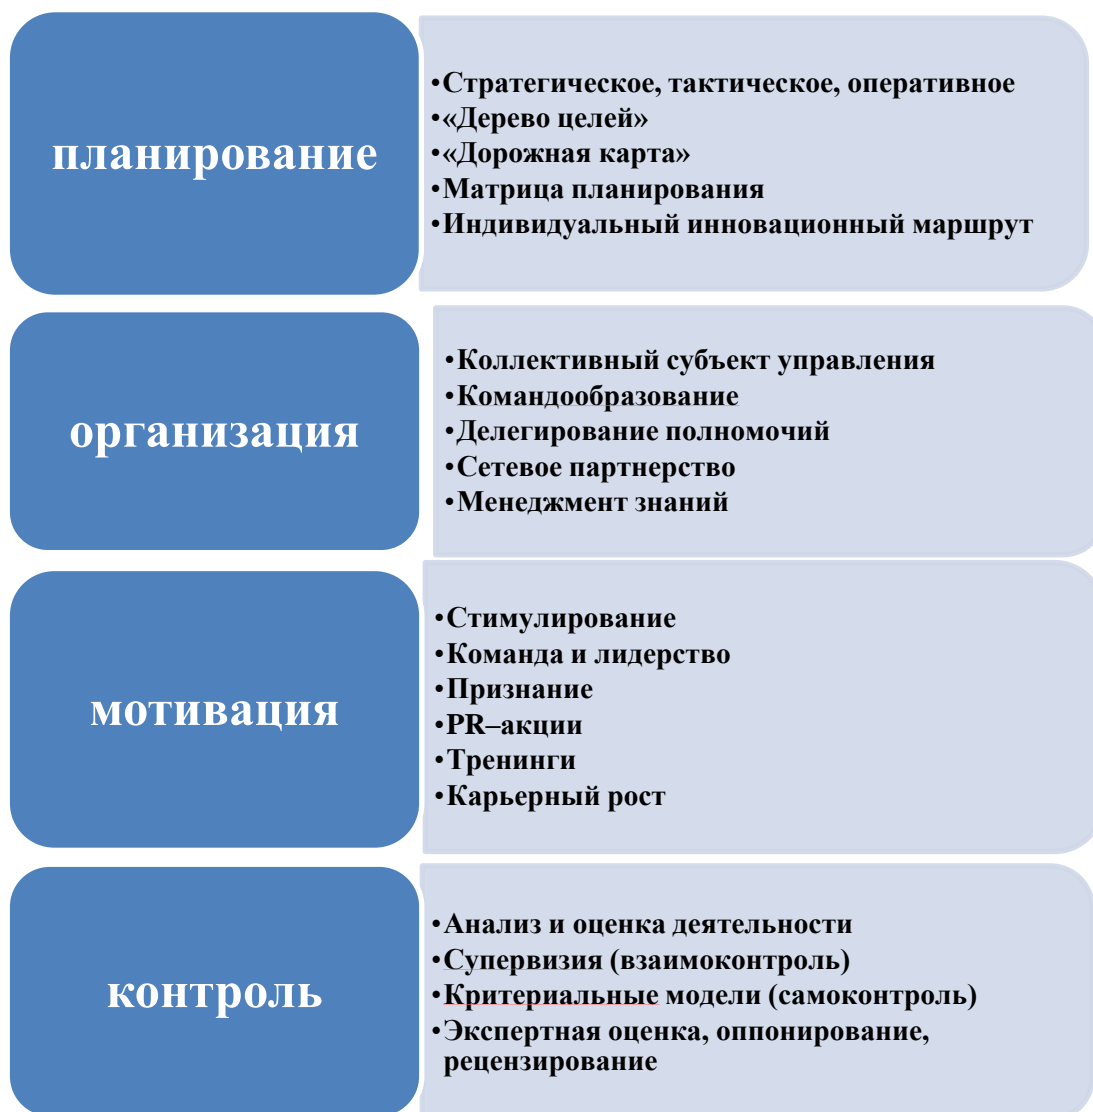 планирование
•Стратегическое, тактическое, оперативное
•«Дерево целей»
•«Дорожная карта»
•Матрица планирования
•Индивидуальный инновационный маршрут
организация
•Коллективный субъект управления
•Командообразование
•Делегирование полномочий
•Сетевое партнерство
•Менеджмент знаний
мотивация
•Стимулирование
•Команда и лидерство
•Признание
•PR–акции
•Тренинги
•Карьерный рост
контроль
•Анализ и оценка деятельности
•Супервизия (взаимоконтроль)
•Критериальные модели (самоконтроль)
•Экспертная оценка, оппонирование,
рецензирование